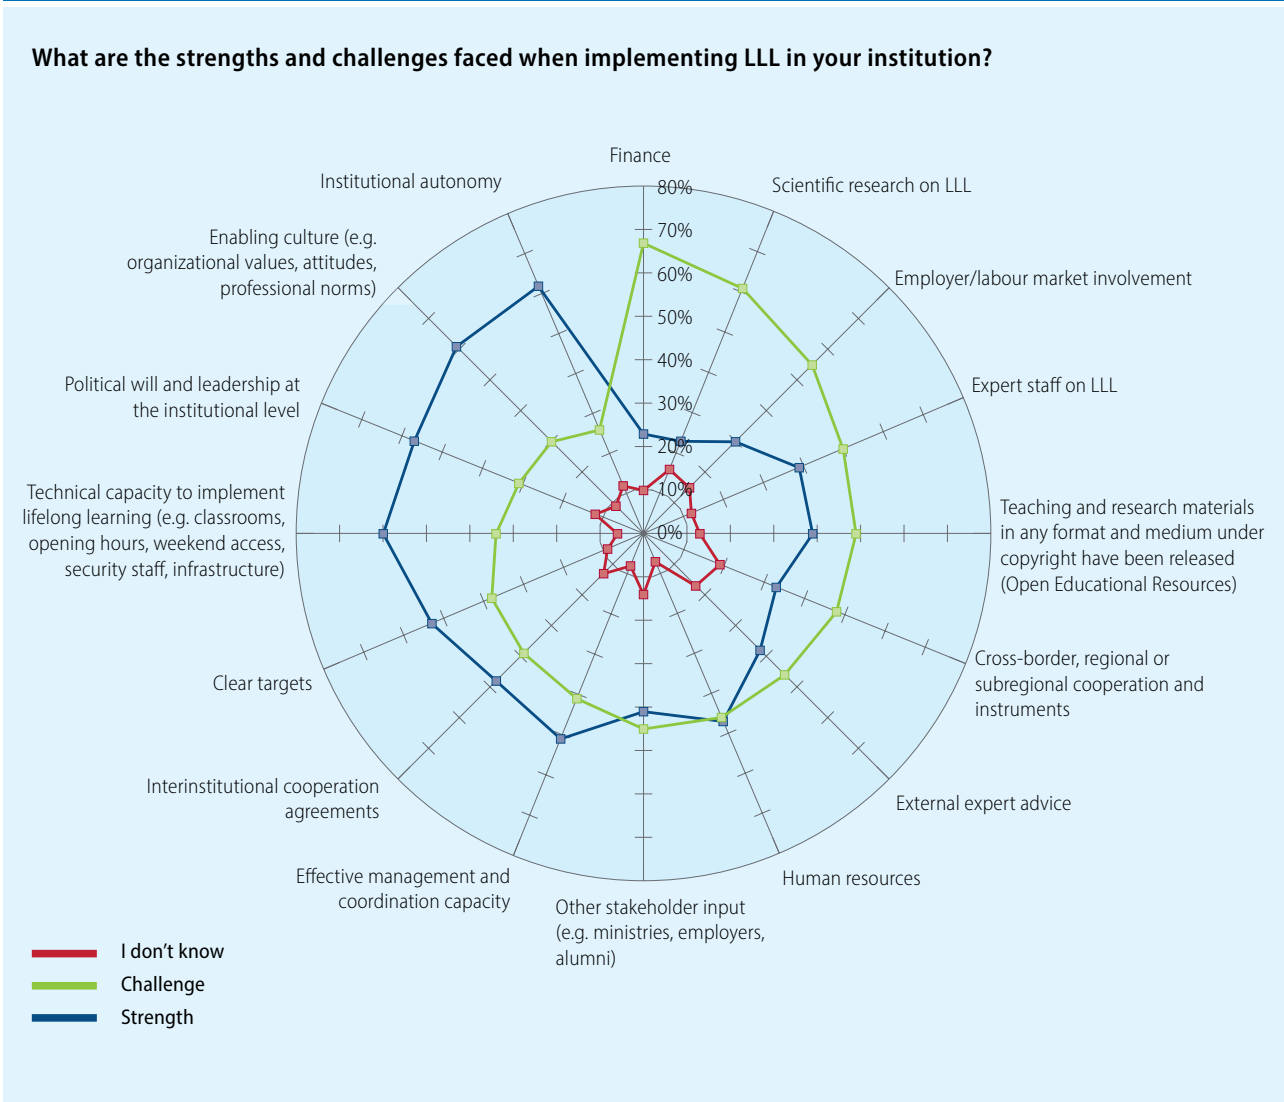 What are the strengths and challenges faced when implementing LLL in your institution?
Finance
80%
70%
60%
50%
40%
30%
20%
10%
0%
Scientific research on LLL
Employer/labour market involvement
Expert staff on LLL
Teaching and research materials
in any format and medium under
copyright have been released
(Open Educational Resources)
Cross-border, regional or
subregional cooperation and
instruments
External expert advice
Human resources
Other stakeholder input
(e.g. ministries, employers,
alumni)
Effective management and
coordination capacity
Interinstitutional cooperation
agreements
Clear targets
Technical capacity to implement
lifelong learning (e.g. classrooms,
opening hours, weekend access,
security staff, infrastructure)
Political will and leadership at
the institutional level
Enabling culture (e.g.
organizational values, attitudes,
professional norms)
Institutional autonomy
I don’t know
Challenge
Strength